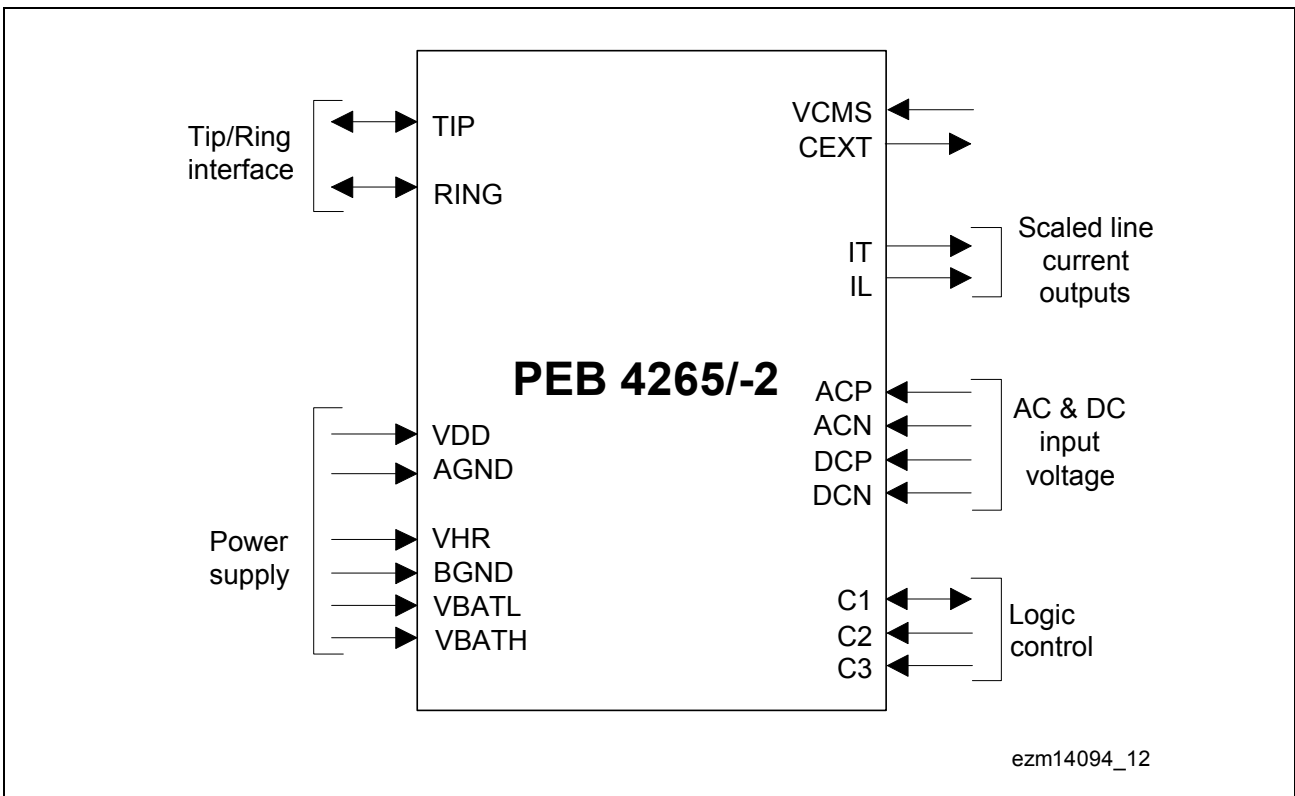 Tip/Ring
interface
TIP
RING
VCMS
CEXT
IT
IL
Scaled line
current
outputs
PEB 4265/-2
ACP
ACN
DCP
DCN
AC & DC
input
voltage
Power
supply
VDD
AGND
VHR
BGND
VBATL
VBATH
C1
C2
C3
Logic
control
ezm14094_12